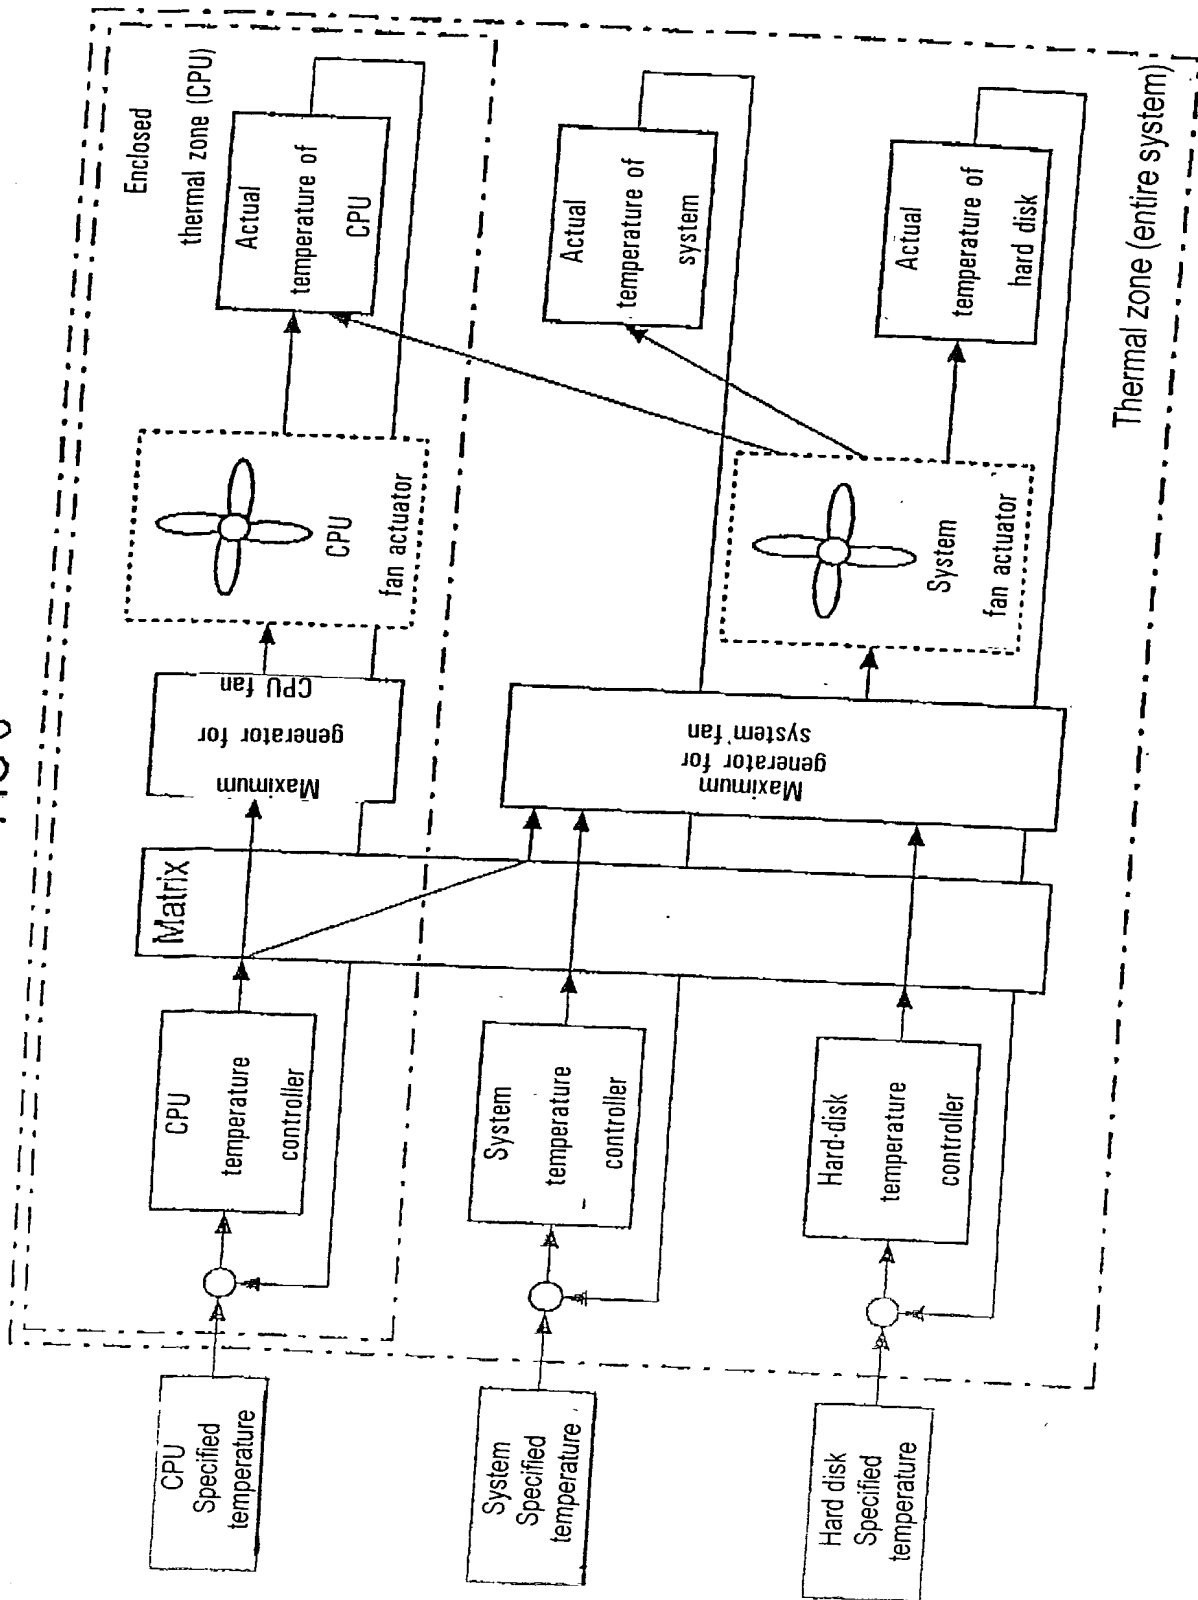 Enclosed
thermal zone (CPU)
CPU
Specified
temperature
CPU
temperature
controller
Matrix
Maximum
generator for
CPU fan
CPU
fan actuator
Actual
temperature of
CPU
System
Specified
temperature
System
temperature
controller
Maximum
generator for
system fan
System
fan actuator
Actual
temperature of
system
Hard disk
Specified
temperature
Hard-disk
temperature
controller
Actual
temperature of
hard disk
Thermal zone (entire system)